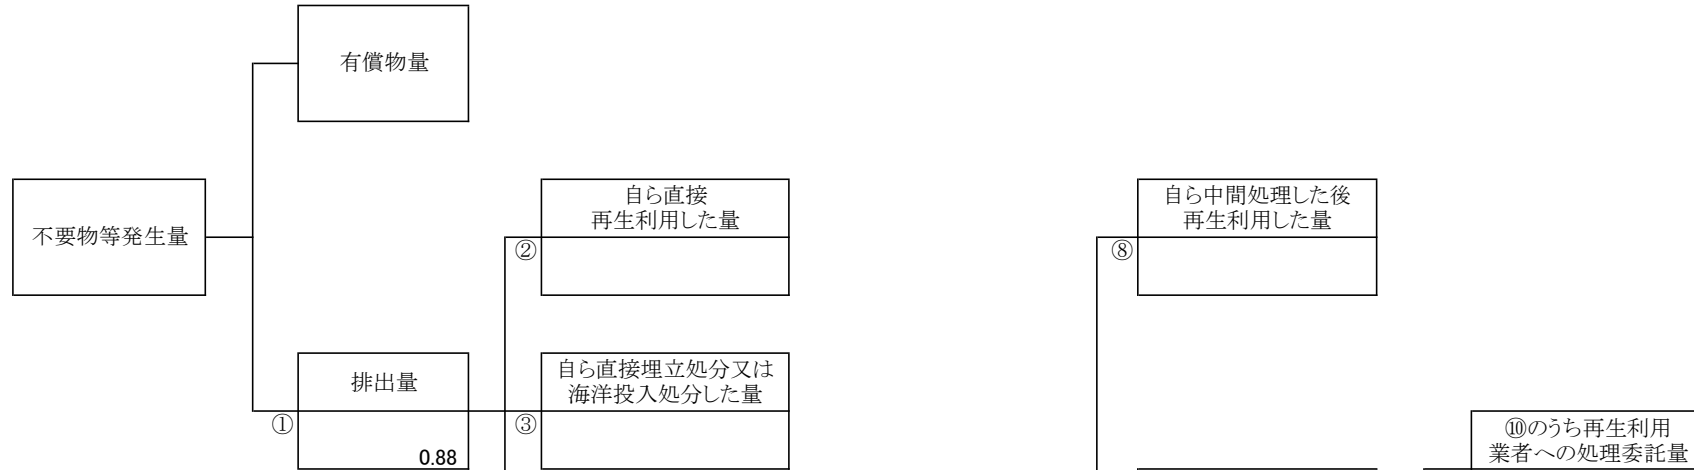 有償物量
不要物等発生量
自ら直接
再生利用した量
②
自ら中間処理した後
再生利用した量
⑧
排出量
①
0.88
自ら直接埋立処分又は
海洋投入処分した量
③
⑩のうち再生利用
業者への処理委託量